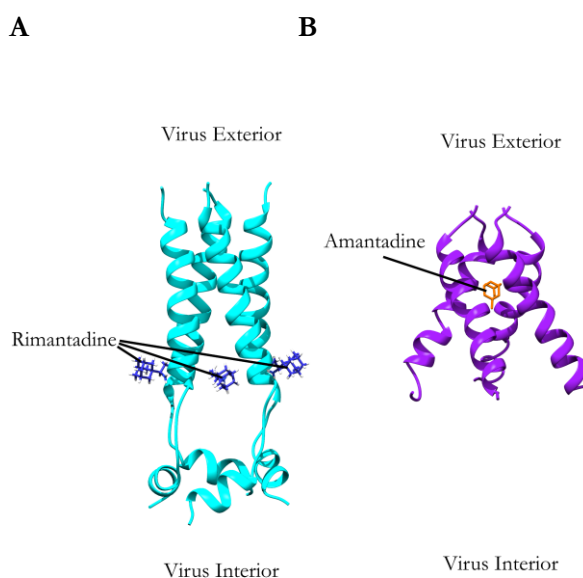 A
B
Virus Exterior
Virus Exterior
Amantadine
Rimantadine
Virus Interior
Virus Interior